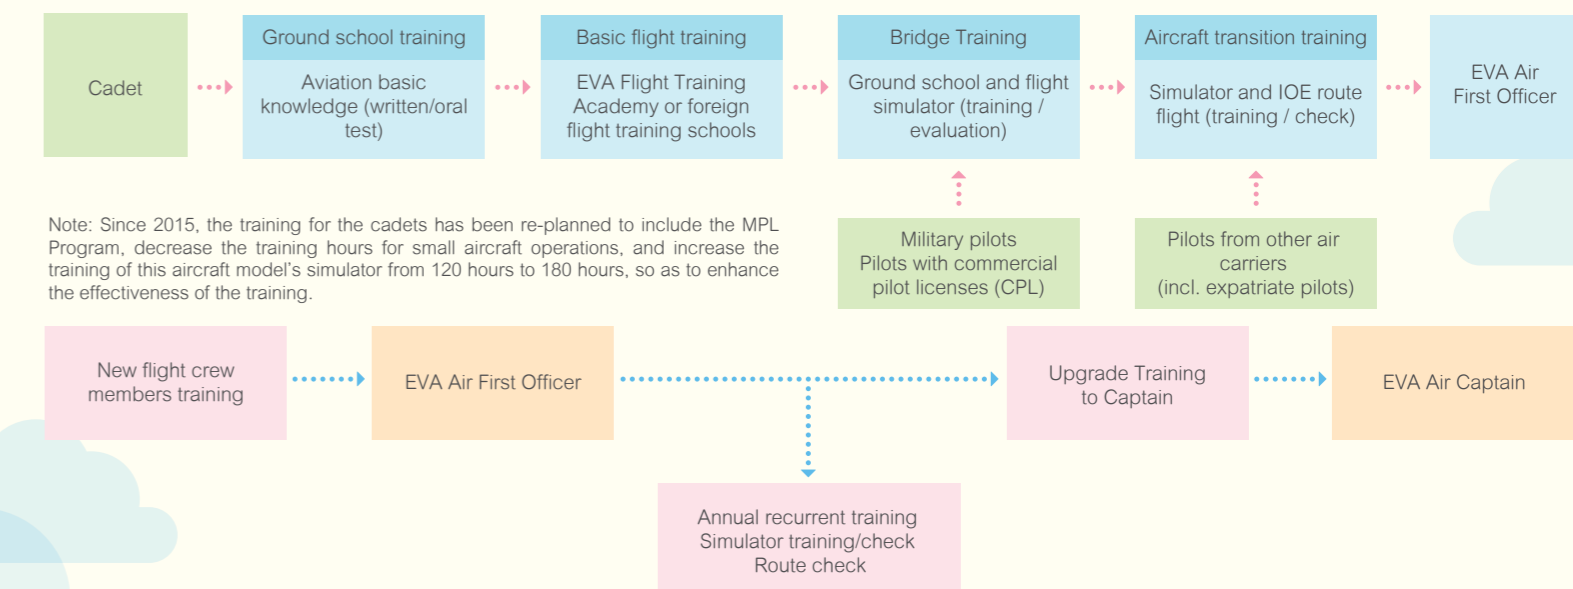 Cadet
Ground school training
Aviation basic
knowledge (written/oral
test)
Basic flight training
EVA Flight Training
Academy or foreign
flight training schools
Bridge Training
Ground school and flight
simulator (training /
evaluation)
Aircraft transition training
Simulator and IOE route
flight (training / check)
EVA Air
First Officer
Military pilots
Pilots with commercial
pilot licenses (CPL)
Pilots from other air
carriers
(incl. expatriate pilots)
Note: Since 2015, the training for the cadets has been re-planned to include the MPL
Program, decrease the training hours for small aircraft operations, and increase the
training of this aircraft model's simulator from 120 hours to 180 hours, so as to enhance
the effectiveness of the training.
New flight crew
members training
EVA Air First Officer
Upgrade Training
to Captain
EVA Air Captain
Annual recurrent training
Simulator training/check
Route check